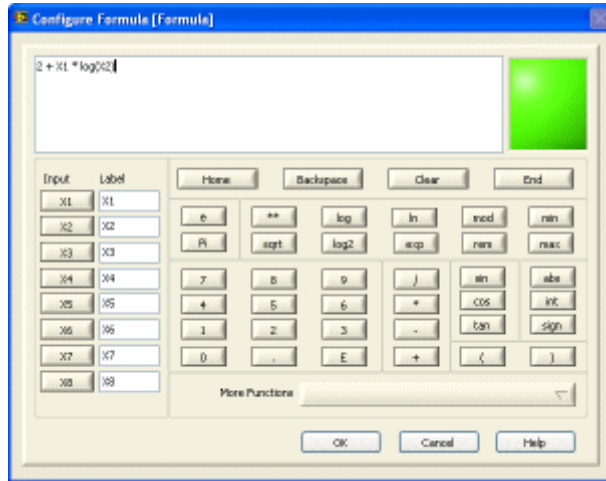 Configure Formula [Formula]
2 + X1 * log(X2)
Input Label
X1 X1
X2 X2
X3 X3
X4 X4
X5 X5
X6 X6
X7 X7
X8 X8
Home Backspace Clear End
e ** log ln mod min
Pi sqrt log2 exp rem max
7 8 9 / sin abs
4 5 6 * cos int
1 2 3 - tan sign
0 . E + ( )
More Functions
OK Cancel Help